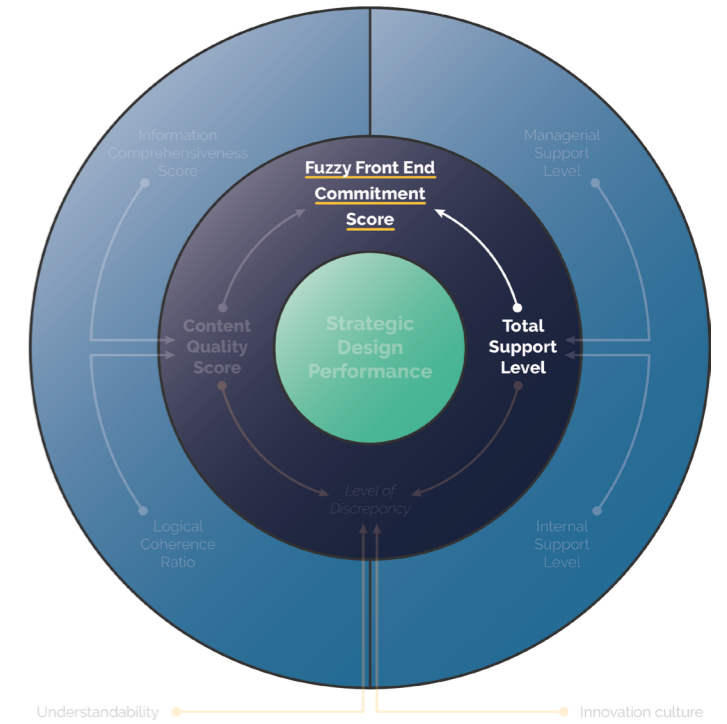 Information
Comprehensiveness
Score
Managerial
Support
Level
Fuzzy Front End
Commitment
Score
Content
Quality
Score
Strategic
Design
Performance
Total
Support
Level
Level of
Discrepancy
Logical
Coherence
Ratio
Internal
Support
Level
Understandability
Innovation culture